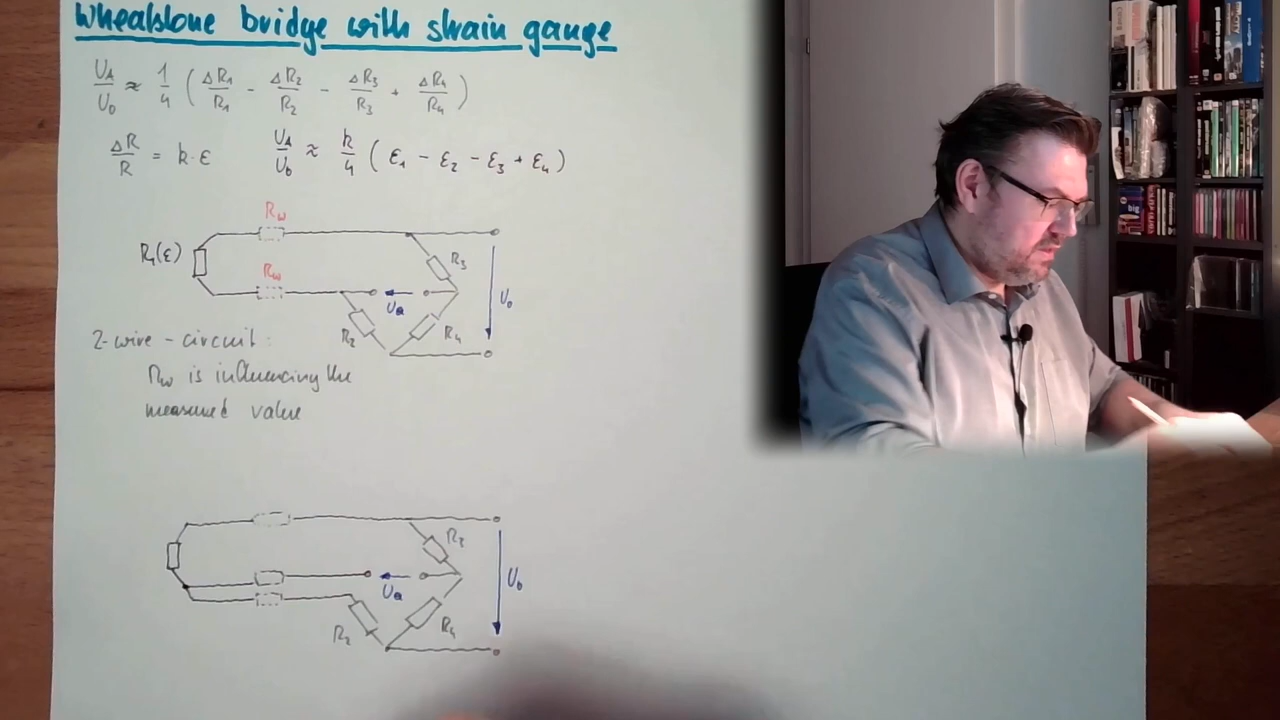 Wheatstone bridge with strain gauge
U_A/U_0 ≈ 1/4 ( ΔR_1/R_1 - ΔR_2/R_2 - ΔR_3/R_3 + ΔR_4/R_4 )
ΔR/R = k·ε U_A/U_0 ≈ k/4 ( ε_1 - ε_2 - ε_3 + ε_4 )
R_w
R_1(ε)
R_w
R_3
U_a
U_0
R_2
R_4
2-wire-circuit:
R_w is influencing the
measured value
R_3
U_a
U_0
R_2
R_4
big